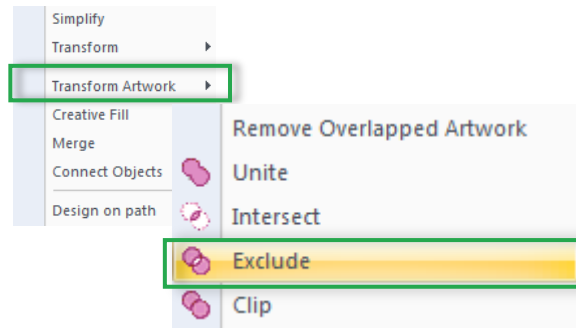 Simplify
Transform
Transform Artwork
Creative Fill
Merge
Connect Objects
Design on path
Remove Overlapped Artwork
Unite
Intersect
Exclude
Clip